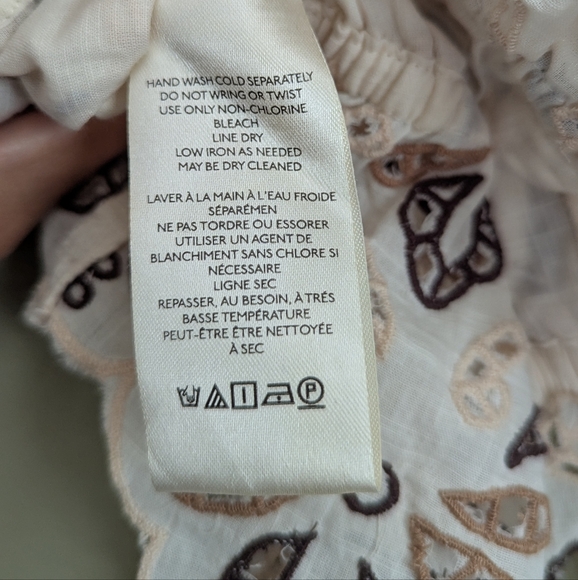 HAND WASH COLD SEPARATELY
DO NOT WRING OR TWIST
USE ONLY NON-CHLORINE
BLEACH
LINE DRY
LOW IRON AS NEEDED
MAY BE DRY CLEANED
LAVER À LA MAIN À L'EAU FROIDE
SÉPARÉMEN
NE PAS TORDRE OU ESSORER
UTILISER UN AGENT DE
BLANCHIMENT SANS CHLORE SI
NÉCESSAIRE
LIGNE SEC
REPASSER, AU BESOIN, À TRÉS
BASSE TEMPÉRATURE
PEUT-ÊTRE ÊTRE NETTOYÉE
À SEC
P